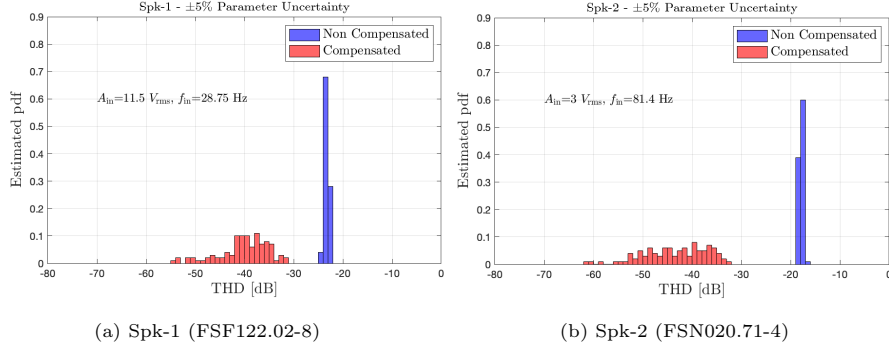 Spk-1 - ±5% Parameter Uncertainty
0.9
0.8
0.7
0.6
0.5
0.4
0.3
0.2
0.1
0
Estimated pdf
Non Compensated
Compensated
A_in=11.5 V_rms, f_in=28.75 Hz
-80 -70 -60 -50 -40 -30 -20 -10 0
THD [dB]
(a) Spk-1 (FSF122.02-8)
Spk-2 - ±5% Parameter Uncertainty
0.9
0.8
0.7
0.6
0.5
0.4
0.3
0.2
0.1
0
Estimated pdf
Non Compensated
Compensated
A_in=3 V_rms, f_in=81.4 Hz
-80 -70 -60 -50 -40 -30 -20 -10 0
THD [dB]
(b) Spk-2 (FSN020.71-4)